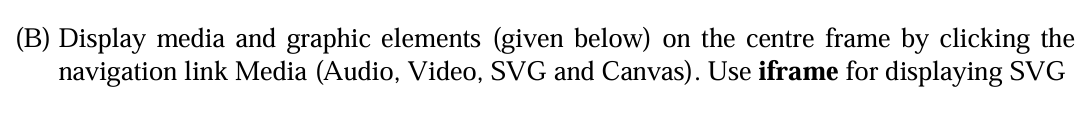 (B) Display media and graphic elements (given below) on the centre frame by clicking the
navigation link Media (Audio, Video, SVG and Canvas). Use iframe for displaying SVG